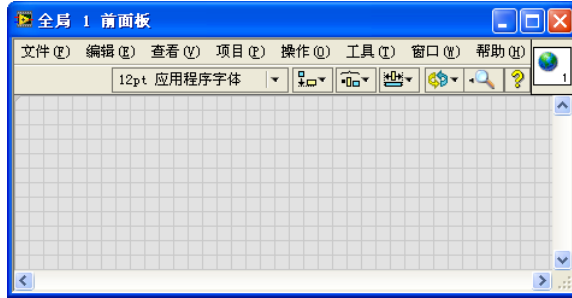 全局 1 前面板
文件(F) 编辑(E) 查看(V) 项目(P) 操作(O) 工具(T) 窗口(W) 帮助(H)
12pt 应用程序字体
1